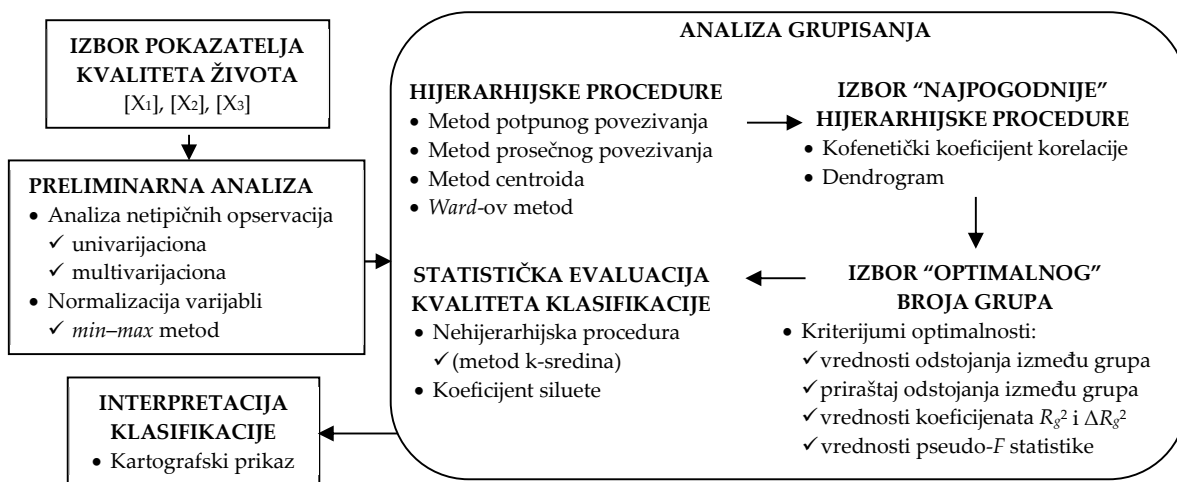 IZBOR POKAZATELJA
KVALITETA ŽIVOTA
[X₁], [X₂], [X₃]
PRELIMINARNA ANALIZA
• Analiza netipičnih opservacija
✓ univarijaciona
✓ multivarijaciona
• Normalizacija varijabli
✓ min–max metod
ANALIZA GRUPISANJA
HIJERARHIJSKE PROCEDURE
• Metod potpunog povezivanja
• Metod prosečnog povezivanja
• Metod centroida
• Ward-ov metod
IZBOR “NAJPOGODNIJE”
HIJERARHIJSKE PROCEDURE
• Kofenetički koeficijent korelacije
• Dendrogram
IZBOR “OPTIMALNOG”
BROJA GRUPA
• Kriterijumi optimalnosti:
✓ vrednosti odstojanja između grupa
✓ priraštaj odstojanja između grupa
✓ vrednosti koeficijenata R_g² i ΔR_g²
✓ vrednosti pseudo-F statistike
STATISTIČKA EVALUACIJA
KVALITETA KLASIFIKACIJE
• Nehijerarhijska procedura
✓ (metod k-sredina)
• Koeficijent siluete
INTERPRETACIJA
KLASIFIKACIJE
• Kartografski prikaz